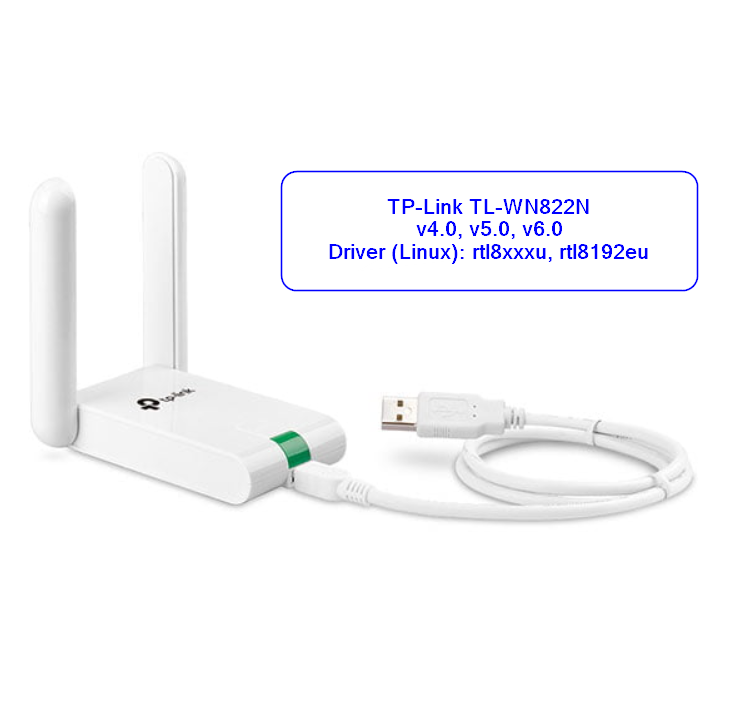 TP-Link TL-WN822N
v4.0, v5.0, v6.0
Driver (Linux): rtl8xxxu, rtl8192eu
tp-link